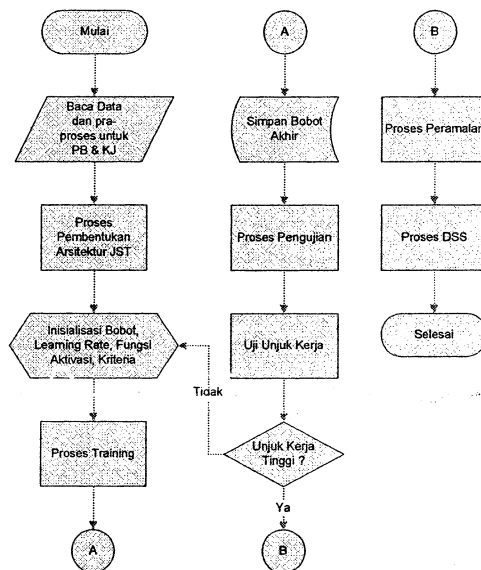 Mulai
Baca Data
dan pra-
proses untuk
PB & KJ
Proses
Pembentukan
Arsitektur JST
Inisialisasi Bobot,
Learning Rate, Fungsi
Aktivasi, Kriteria
Proses Training
A
A
Simpan Bobot
Akhir
Proses Pengujian
Uji Unjuk Kerja
Tidak
Unjuk Kerja
Tinggi ?
Ya
B
B
Proses Peramalan
Proses DSS
Selesai